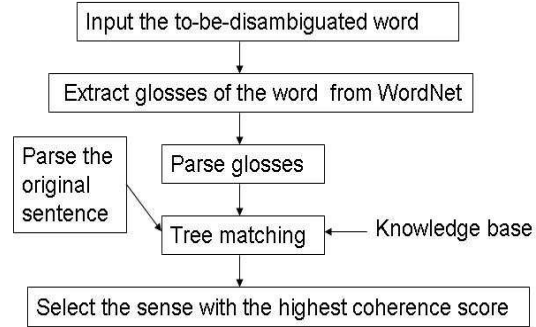 Input the to-be-disambiguated word
Extract glosses of the word from WordNet
Parse the
original
sentence
Parse glosses
Tree matching
Knowledge base
Select the sense with the highest coherence score